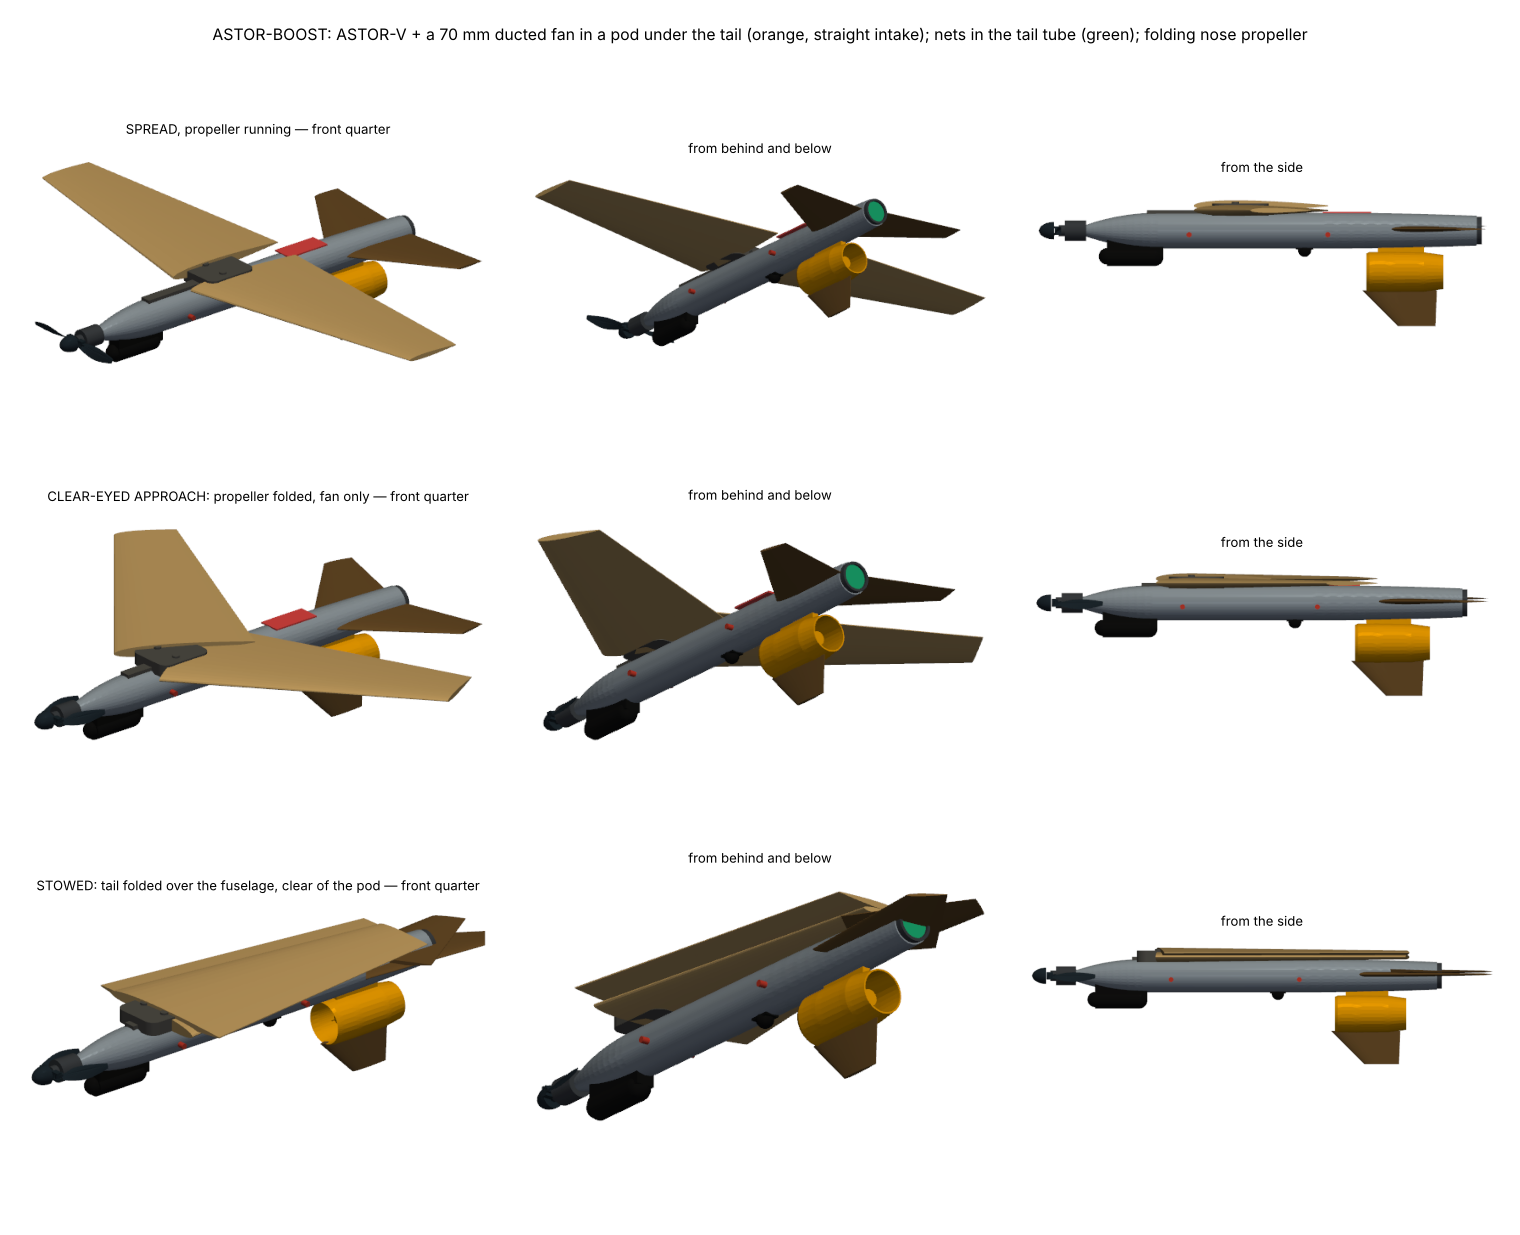 ASTOR-BOOST: ASTOR-V + a 70 mm ducted fan in a pod under the tail (orange, straight intake); nets in the tail tube (green); folding nose propeller
SPREAD, propeller running — front quarter
from behind and below
from the side
CLEAR-EYED APPROACH: propeller folded, fan only — front quarter
from behind and below
from the side
STOWED: tail folded over the fuselage, clear of the pod — front quarter
from behind and below
from the side